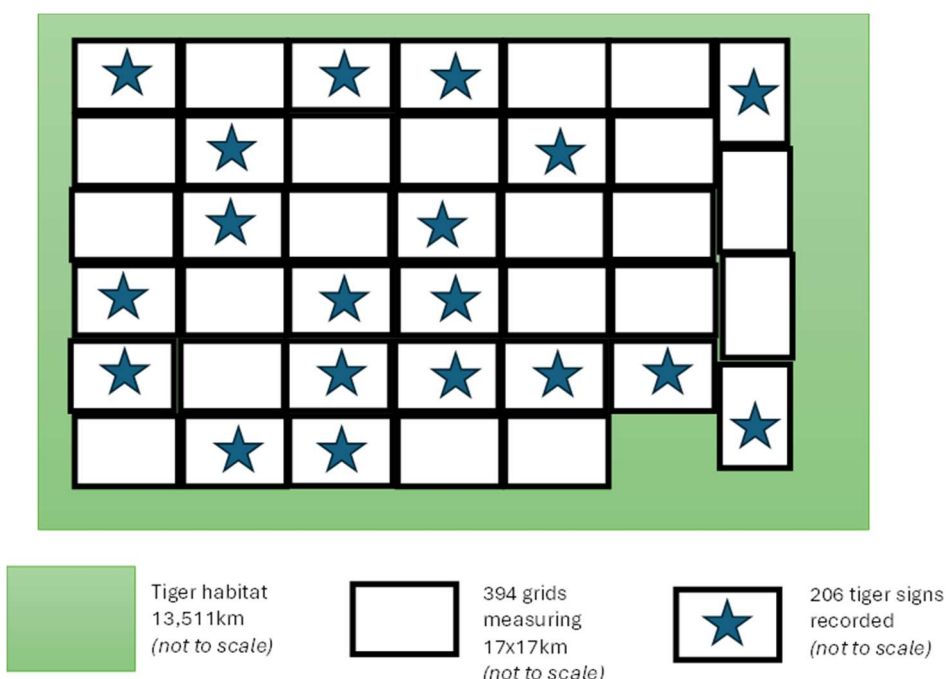 Tiger habitat
13,511km
(not to scale)
394 grids
measuring
17x17km
(not to scale)
206 tiger signs
recorded
(not to scale)